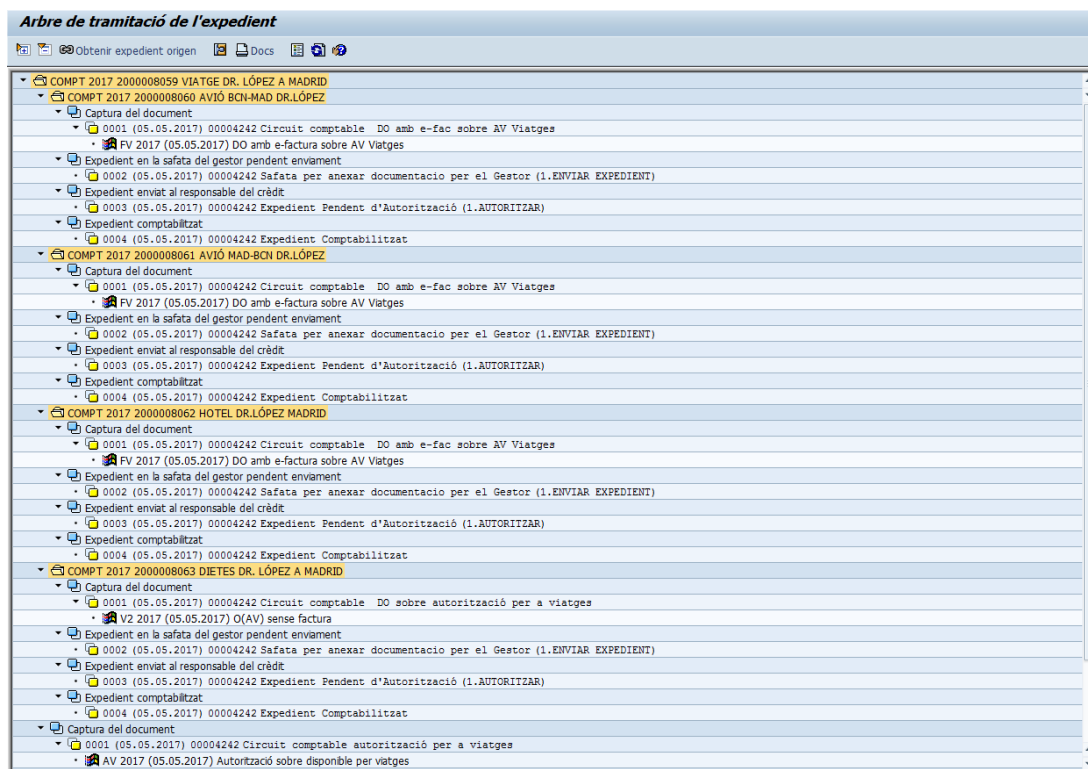 Arbre de tramitació de l'expedient
Obtenir expedient origen Docs
COMPT 2017 2000008059 VIATGE DR. LÓPEZ A MADRID
COMPT 2017 2000008060 AVIÓ BCN-MAD DR.LÓPEZ
Captura del document
0001 (05.05.2017) 00004242 Circuit comptable DO amb e-fac sobre AV Viatges
FV 2017 (05.05.2017) DO amb e-factura sobre AV Viatges
Expedient en la safata del gestor pendent enviament
0002 (05.05.2017) 00004242 Safata per anexar documentacio per el Gestor (1.ENVIAR EXPEDIENT)
Expedient enviat al responsable del crèdit
0003 (05.05.2017) 00004242 Expedient Pendent d'Autorització (1.AUTORITZAR)
Expedient comptabilitzat
0004 (05.05.2017) 00004242 Expedient Comptabilitzat
COMPT 2017 2000008061 AVIÓ MAD-BCN DR.LÓPEZ
Captura del document
0001 (05.05.2017) 00004242 Circuit comptable DO amb e-fac sobre AV Viatges
FV 2017 (05.05.2017) DO amb e-factura sobre AV Viatges
Expedient en la safata del gestor pendent enviament
0002 (05.05.2017) 00004242 Safata per anexar documentacio per el Gestor (1.ENVIAR EXPEDIENT)
Expedient enviat al responsable del crèdit
0003 (05.05.2017) 00004242 Expedient Pendent d'Autorització (1.AUTORITZAR)
Expedient comptabilitzat
0004 (05.05.2017) 00004242 Expedient Comptabilitzat
COMPT 2017 2000008062 HOTEL DR.LÓPEZ MADRID
Captura del document
0001 (05.05.2017) 00004242 Circuit comptable DO amb e-fac sobre AV Viatges
FV 2017 (05.05.2017) DO amb e-factura sobre AV Viatges
Expedient en la safata del gestor pendent enviament
0002 (05.05.2017) 00004242 Safata per anexar documentacio per el Gestor (1.ENVIAR EXPEDIENT)
Expedient enviat al responsable del crèdit
0003 (05.05.2017) 00004242 Expedient Pendent d'Autorització (1.AUTORITZAR)
Expedient comptabilitzat
0004 (05.05.2017) 00004242 Expedient Comptabilitzat
COMPT 2017 2000008063 DIETES DR. LÓPEZ A MADRID
Captura del document
0001 (05.05.2017) 00004242 Circuit comptable DO sobre autorització per a viatges
V2 2017 (05.05.2017) O(AV) sense factura
Expedient en la safata del gestor pendent enviament
0002 (05.05.2017) 00004242 Safata per anexar documentacio per el Gestor (1.ENVIAR EXPEDIENT)
Expedient enviat al responsable del crèdit
0003 (05.05.2017) 00004242 Expedient Pendent d'Autorització (1.AUTORITZAR)
Expedient comptabilitzat
0004 (05.05.2017) 00004242 Expedient Comptabilitzat
Captura del document
0001 (05.05.2017) 00004242 Circuit comptable autorització per a viatges
AV 2017 (05.05.2017) Autorització sobre disponible per viatges